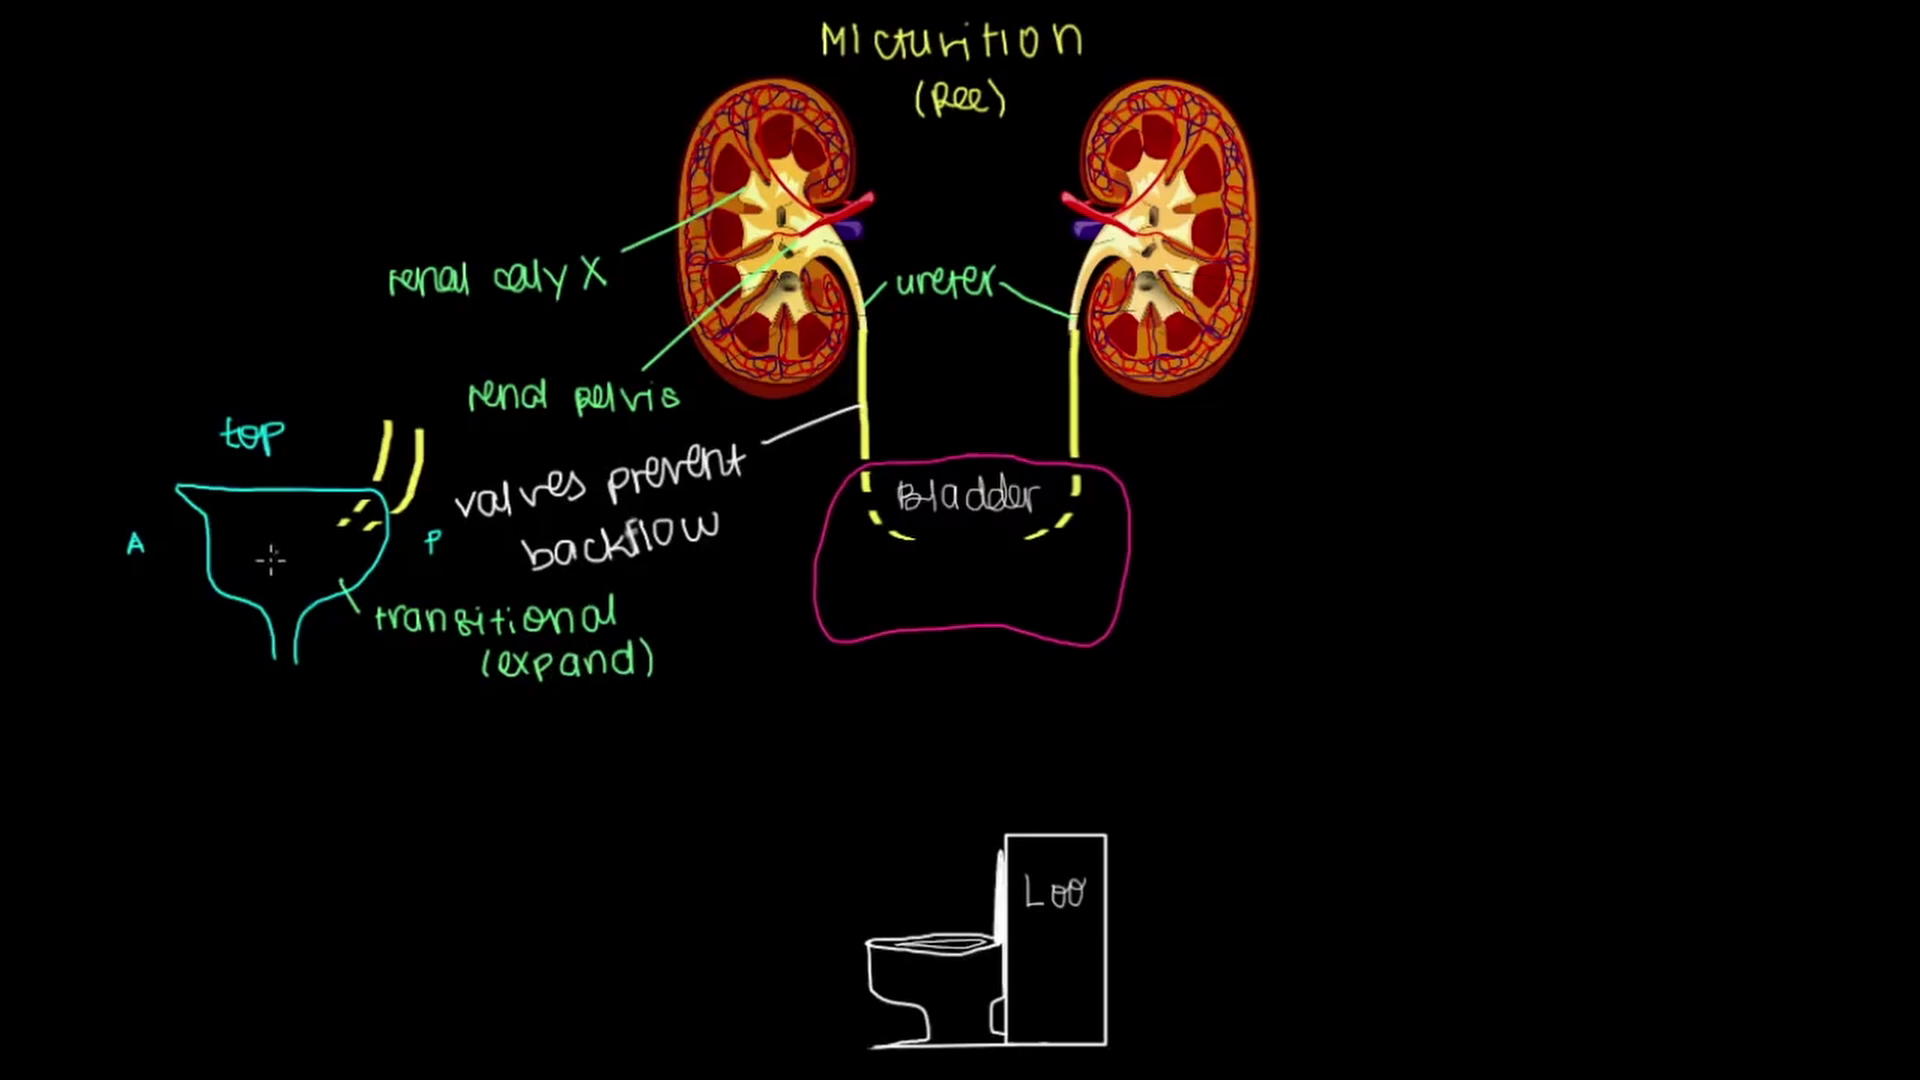 Micturition
(Pee)
renal calyx
ureter
renal pelvis
top
valves prevent
backflow
Bladder
A
P
transitional
(expand)
Loo